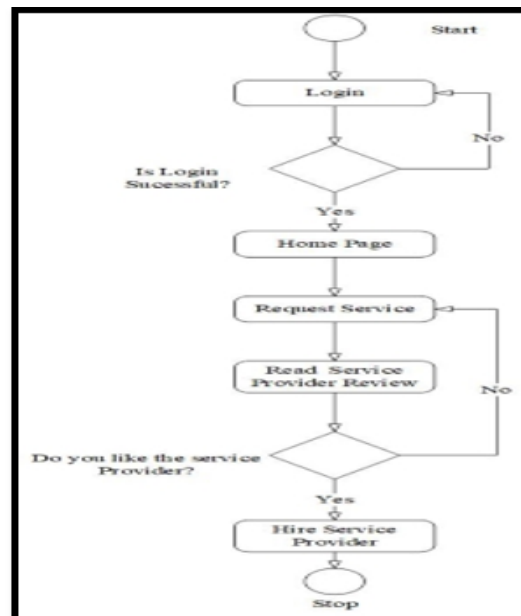 Start
Login
No
Is Login
Sucessful?
Yes
Home Page
Request Service
Read Service
Provider Review
No
Do you like the service
Provider?
Yes
Hire Service
Provider
Stop